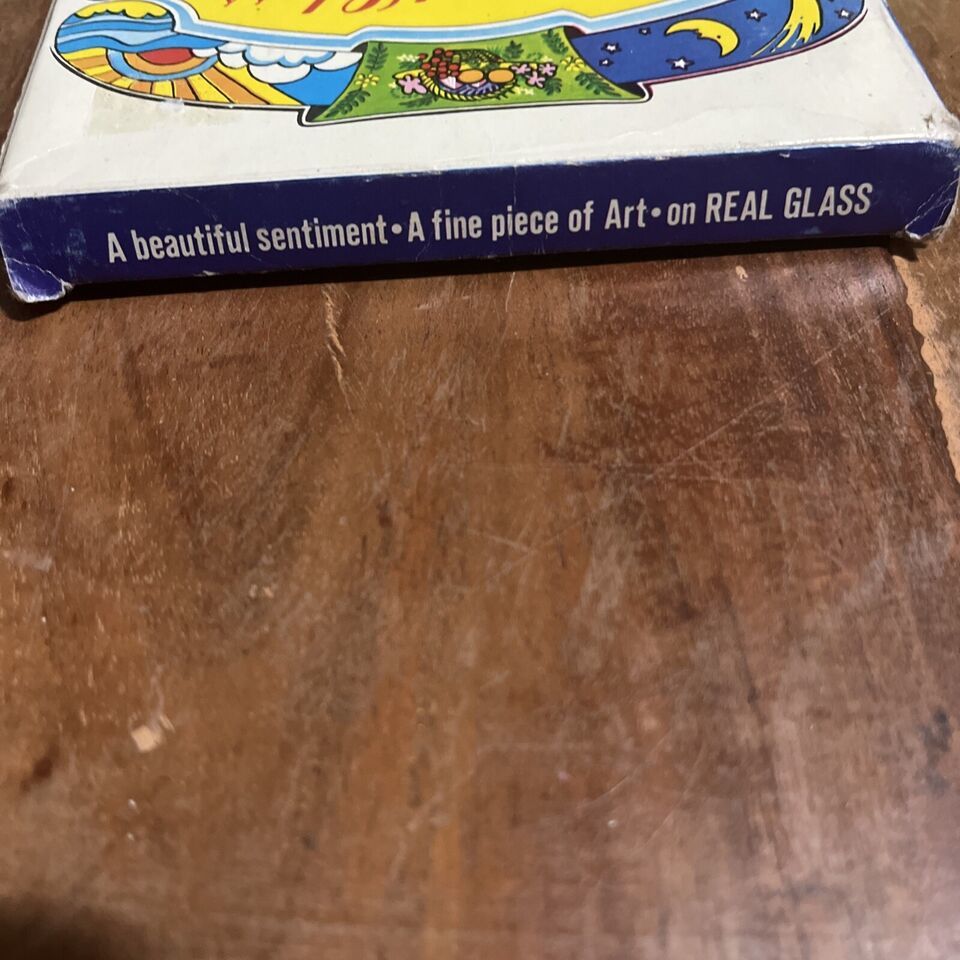 A beautiful sentiment•A fine piece of Art•on REAL GLASS